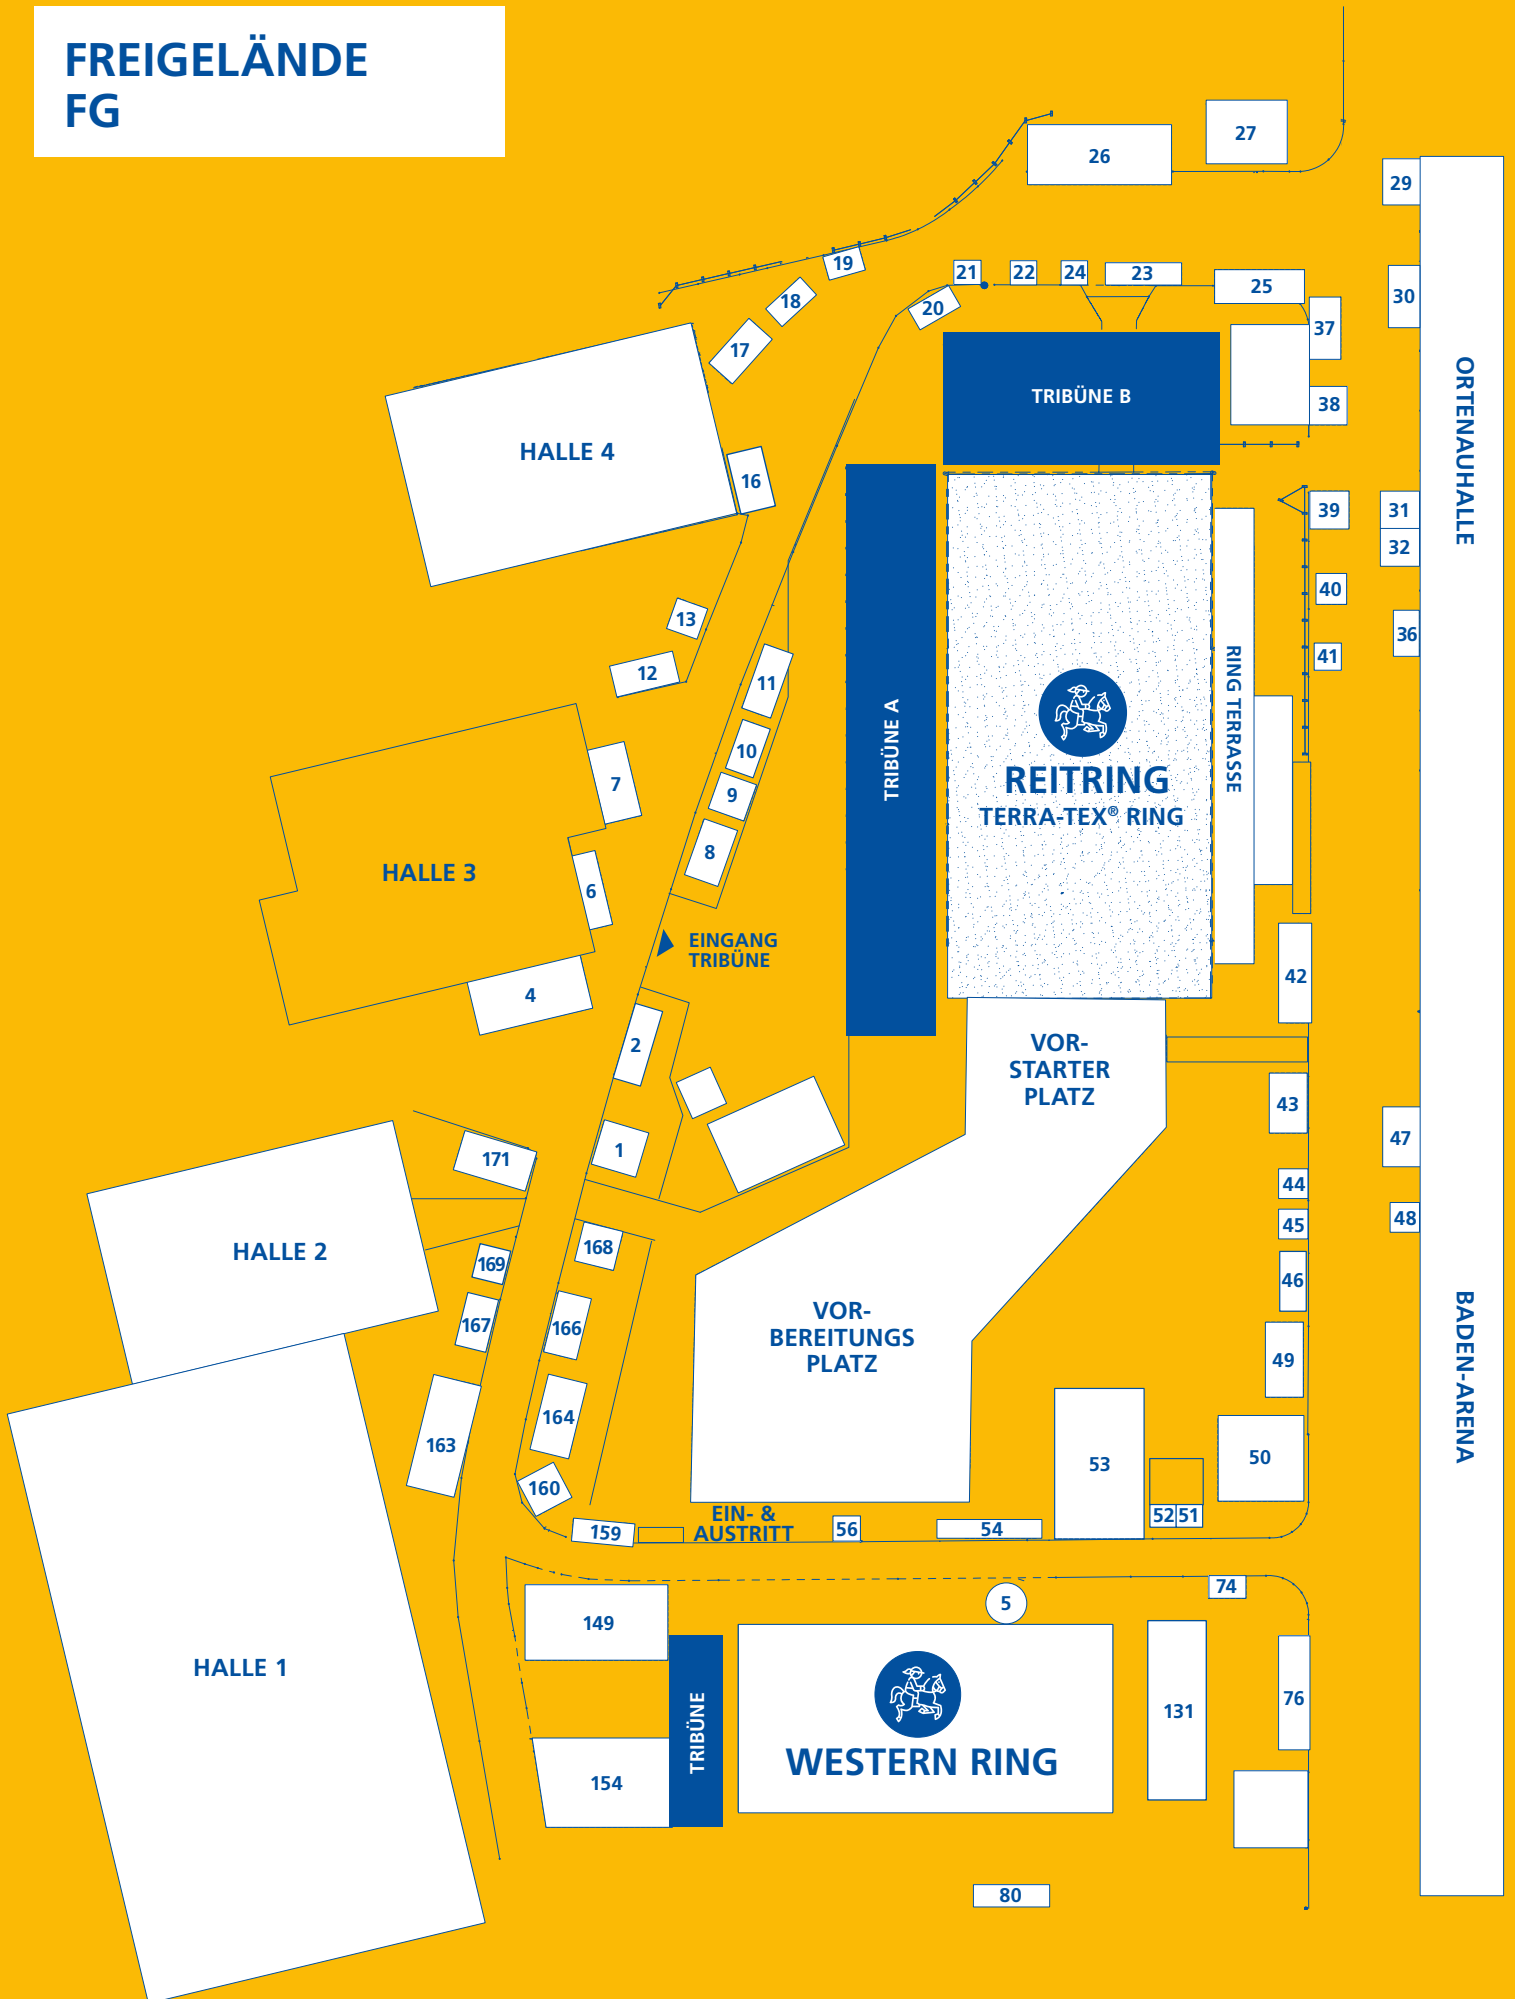 FREIGELÄNDE
FG
27
26
29
19
21
22
24
23
25
30
18
20
37
17
TRIBÜNE B
38
HALLE 4
16
ORTENAUHALLE
39
31
32
40
13
36
12
11
41
RING TERRASSE
TRIBÜNE A
10
7
9
REITRING
TERRA-TEX® RING
8
HALLE 3
6
EINGANG
TRIBÜNE
4
42
2
VOR-
STARTER
PLATZ
43
1
47
171
44
45
48
168
HALLE 2
169
46
167
166
VOR-
BEREITUNGS
PLATZ
49
BADEN-ARENA
164
163
53
50
160
EIN- &
AUSTRITT
52
51
159
56
54
74
5
149
HALLE 1
TRIBÜNE
76
131
WESTERN RING
154
80